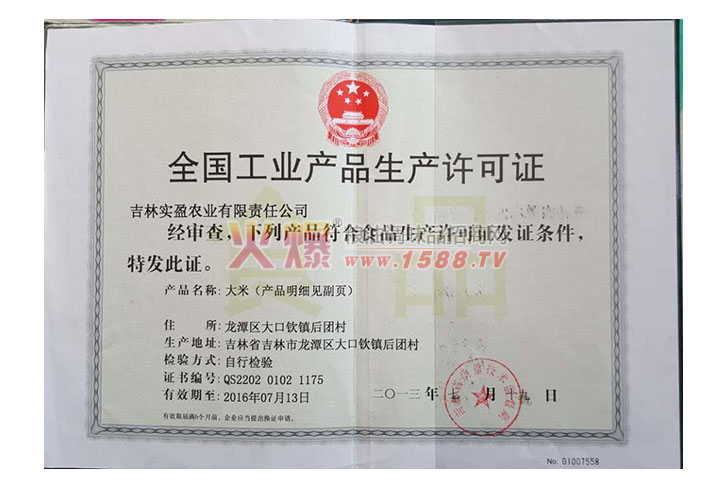 全国工业产品生产许可证
吉林实盈农业有限责任公司
经审查，下列产品符合食品生产许可证发证条件，
特发此证。
火爆®
www.1588.TV
食品
产品名称：大米（产品明细见副页）
住 所：龙潭区大口钦镇后团村
生产地址：吉林省吉林市龙潭区大口钦镇后团村
检验方式：自行检验
证书编号：QS2202 0102 1175
有效期至：2016年07月13日
二〇一三年七月十九日
有效期届满6个月前，企业应当提出换证申请。
No. 01007558